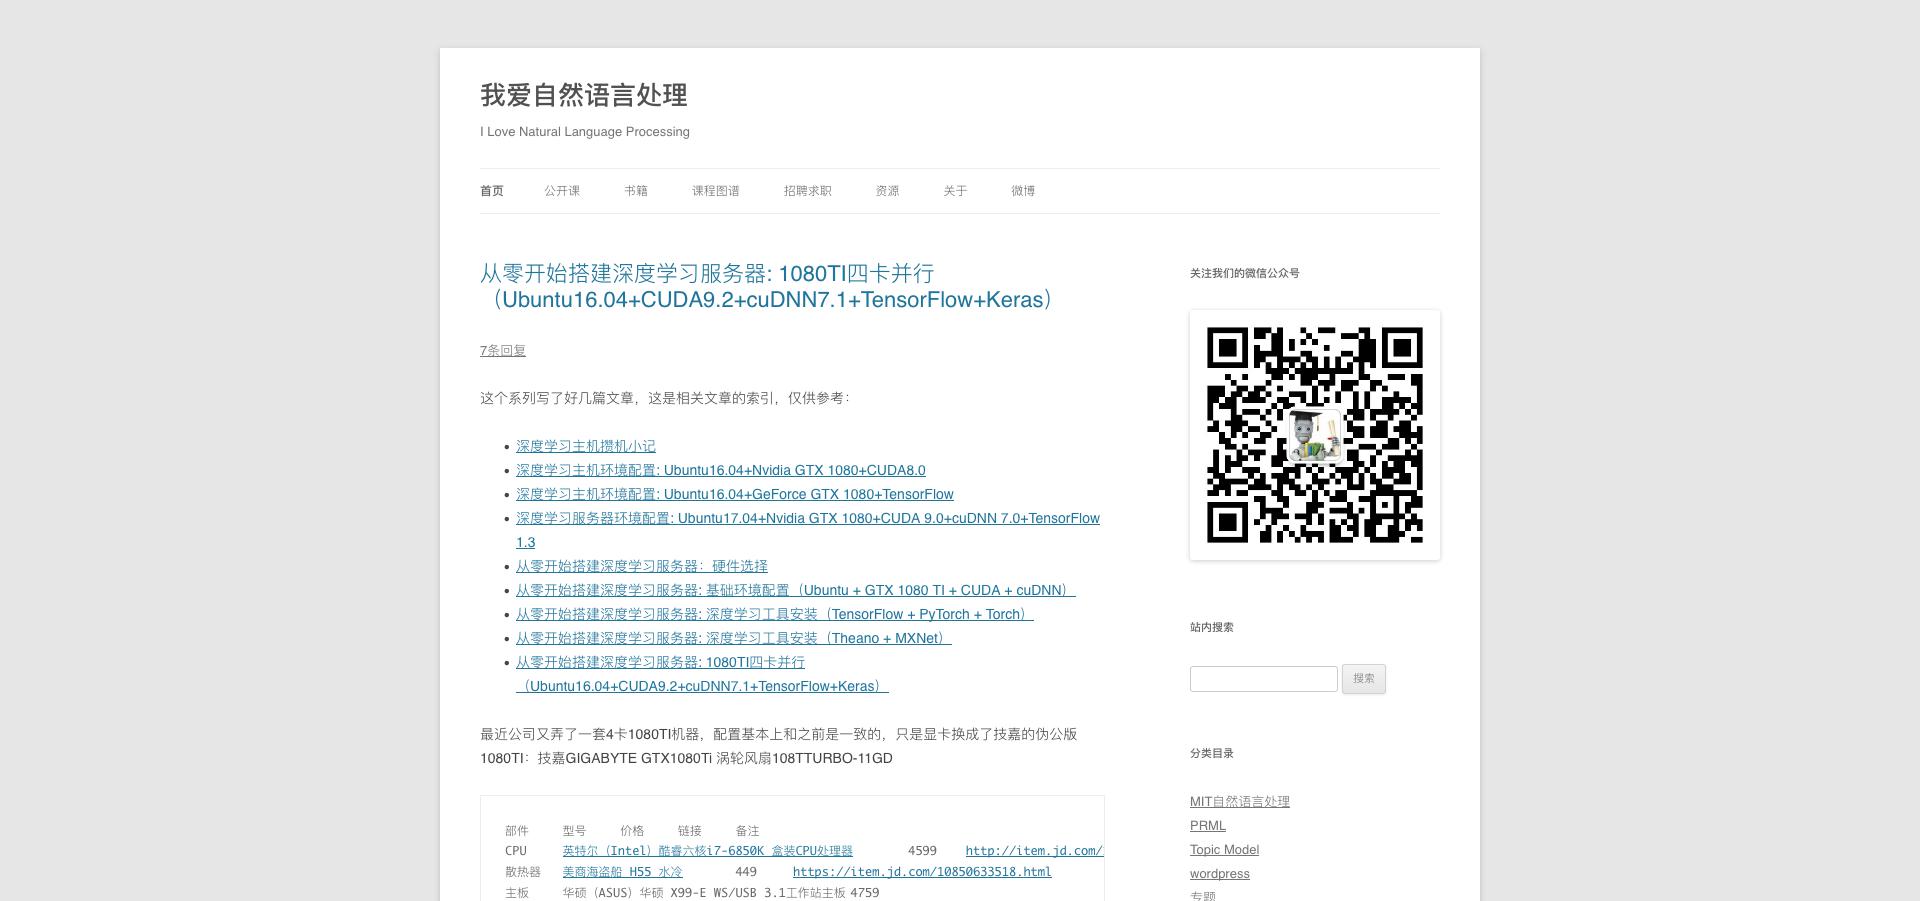 我爱自然语言处理
I Love Natural Language Processing
首页 公开课 书籍 课程图谱 招聘求职 资源 关于 微博
从零开始搭建深度学习服务器: 1080TI四卡并行
（Ubuntu16.04+CUDA9.2+cuDNN7.1+TensorFlow+Keras）
7条回复
这个系列写了好几篇文章，这是相关文章的索引，仅供参考：
深度学习主机攒机小记
深度学习主机环境配置: Ubuntu16.04+Nvidia GTX 1080+CUDA8.0
深度学习主机环境配置: Ubuntu16.04+GeForce GTX 1080+TensorFlow
深度学习服务器环境配置: Ubuntu17.04+Nvidia GTX 1080+CUDA 9.0+cuDNN 7.0+TensorFlow
1.3
从零开始搭建深度学习服务器：硬件选择
从零开始搭建深度学习服务器: 基础环境配置（Ubuntu + GTX 1080 TI + CUDA + cuDNN）
从零开始搭建深度学习服务器: 深度学习工具安装（TensorFlow + PyTorch + Torch）
从零开始搭建深度学习服务器: 深度学习工具安装（Theano + MXNet）
从零开始搭建深度学习服务器: 1080TI四卡并行
（Ubuntu16.04+CUDA9.2+cuDNN7.1+TensorFlow+Keras）
最近公司又弄了一套4卡1080TI机器，配置基本上和之前是一致的，只是显卡换成了技嘉的伪公版
1080TI：技嘉GIGABYTE GTX1080Ti 涡轮风扇108TTURBO-11GD
部件 型号 价格 链接 备注
CPU 英特尔（Intel）酷睿六核i7-6850K 盒装CPU处理器 4599 http://item.jd.com/
散热器 美商海盗船 H55 水冷 449 https://item.jd.com/10850633518.html
主板 华硕（ASUS）华硕 X99-E WS/USB 3.1工作站主板 4759
关注我们的微信公众号
站内搜索
搜索
分类目录
MIT自然语言处理
PRML
Topic Model
wordpress
专题